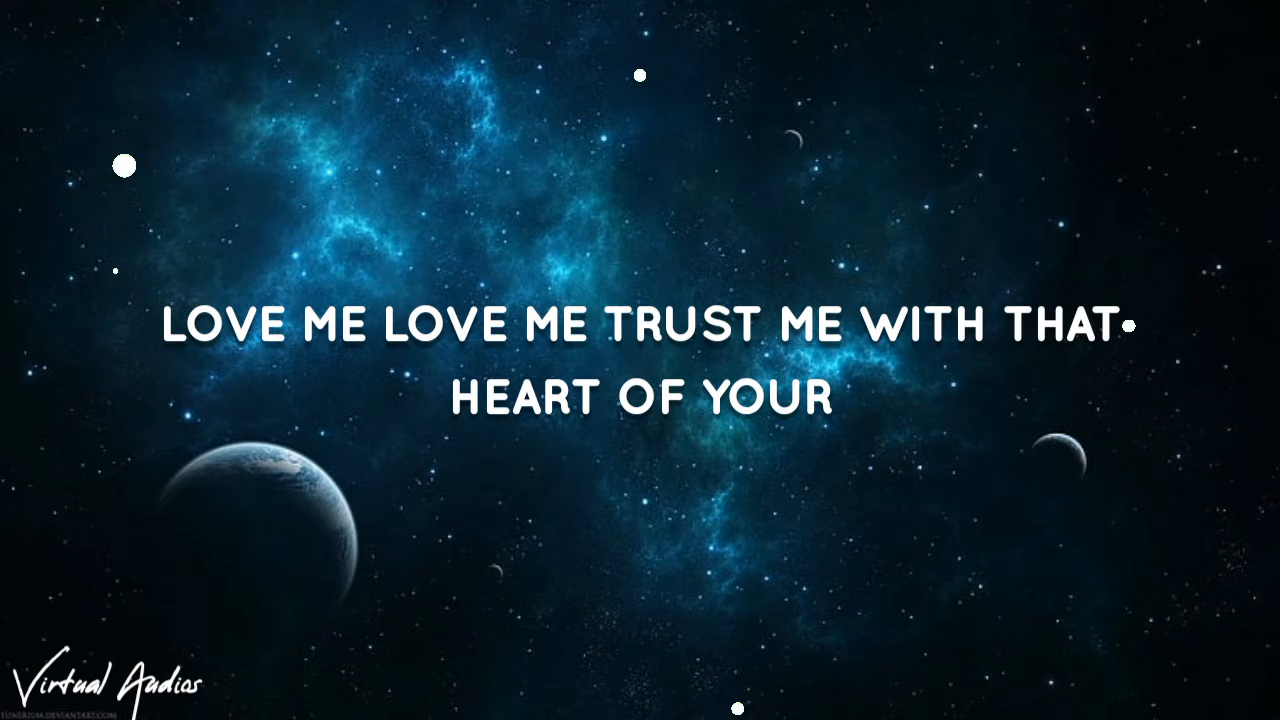 LOVE ME LOVE ME TRUST ME WITH THAT
HEART OF YOUR
Virtual Audios